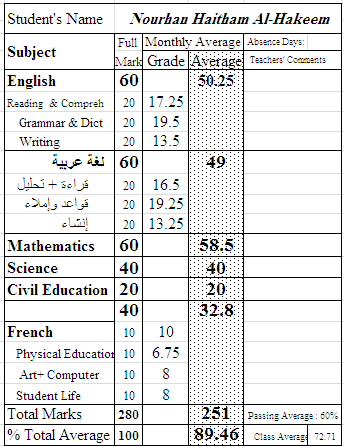 Student's Name Nourhan Haitham Al-Hakeem
Subject Full Mark Monthly Average Absence Days:
Grade Average Teachers' Comments
English 60 50.25
Reading & Compreh 20 17.25
Grammar & Dict 20 19.5
Writing 20 13.5
لغة عربية 60 49
قراءة + تحليل 20 16.5
قواعد وإملاء 20 19.25
إنشاء 20 13.25
Mathematics 60 58.5
Science 40 40
Civil Education 20 20
40 32.8
French 10 10
Physical Education 10 6.75
Art+ Computer 10 8
Student Life 10 8
Total Marks 280 251 Passing Average : 60%
% Total Average 100 89.46 Class Average 72.71